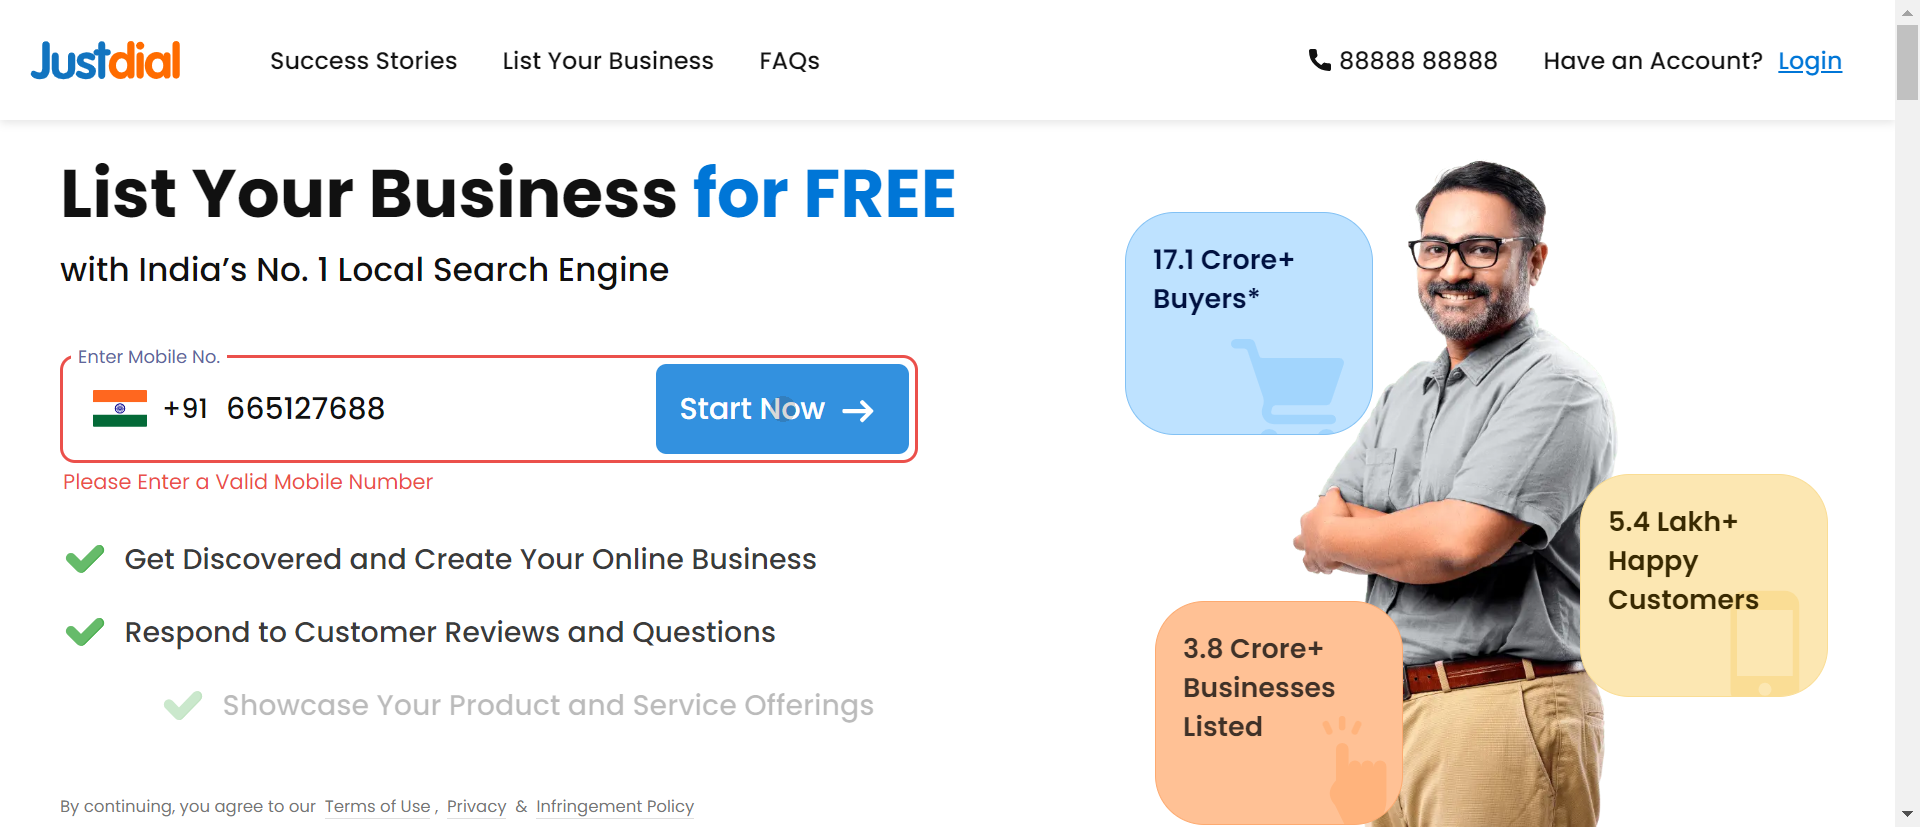 Justdial
Success Stories
List Your Business
FAQs
88888 88888
Have an Account? Login
List Your Business for FREE
with India’s No. 1 Local Search Engine
Enter Mobile No.
+91 665127688
Start Now
Please Enter a Valid Mobile Number
Get Discovered and Create Your Online Business
Respond to Customer Reviews and Questions
Showcase Your Product and Service Offerings
By continuing, you agree to our Terms of Use , Privacy & Infringement Policy
17.1 Crore+
Buyers*
5.4 Lakh+
Happy
Customers
3.8 Crore+
Businesses
Listed